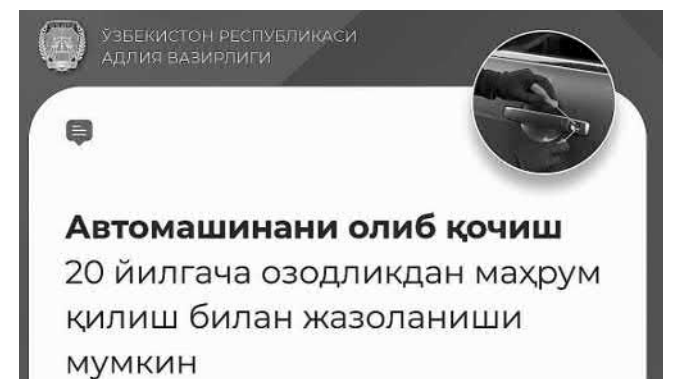 ЎЗБЕКИСТОН РЕСПУБЛИКАСИ
АДЛИЯ ВАЗИРЛИГИ
Автомашинани олиб қочиш
20 йилгача озодликдан маҳрум
қилиш билан жазоланиши
мумкин